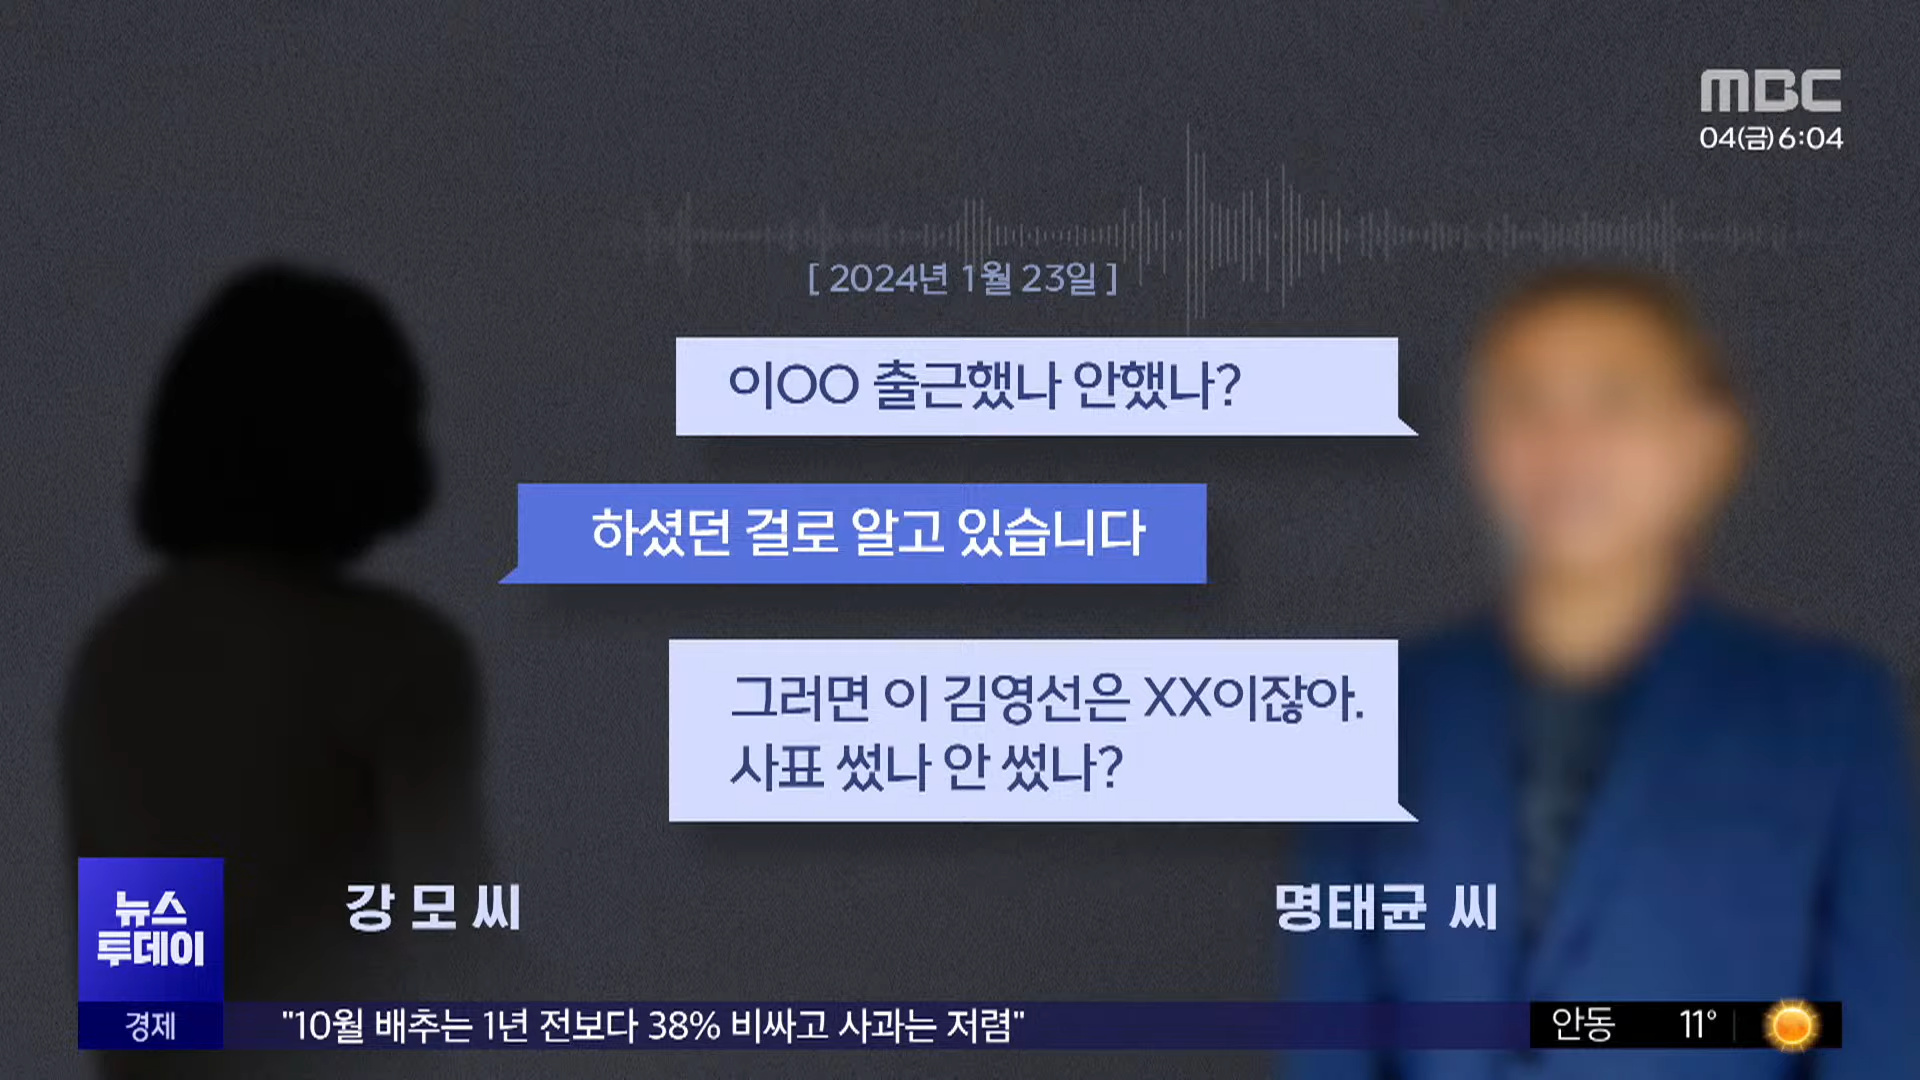 MBC
04(금)6:04
[ 2024년 1월 23일 ]
이○○ 출근했나 안했나?
하셨던 걸로 알고 있습니다
그러면 이 김영선은 XX이잖아.
사표 썼나 안 썼나?
강 모 씨
명태균 씨
뉴스
투데이
경제
"10월 배추는 1년 전보다 38% 비싸고 사과는 저렴"
안동 11°